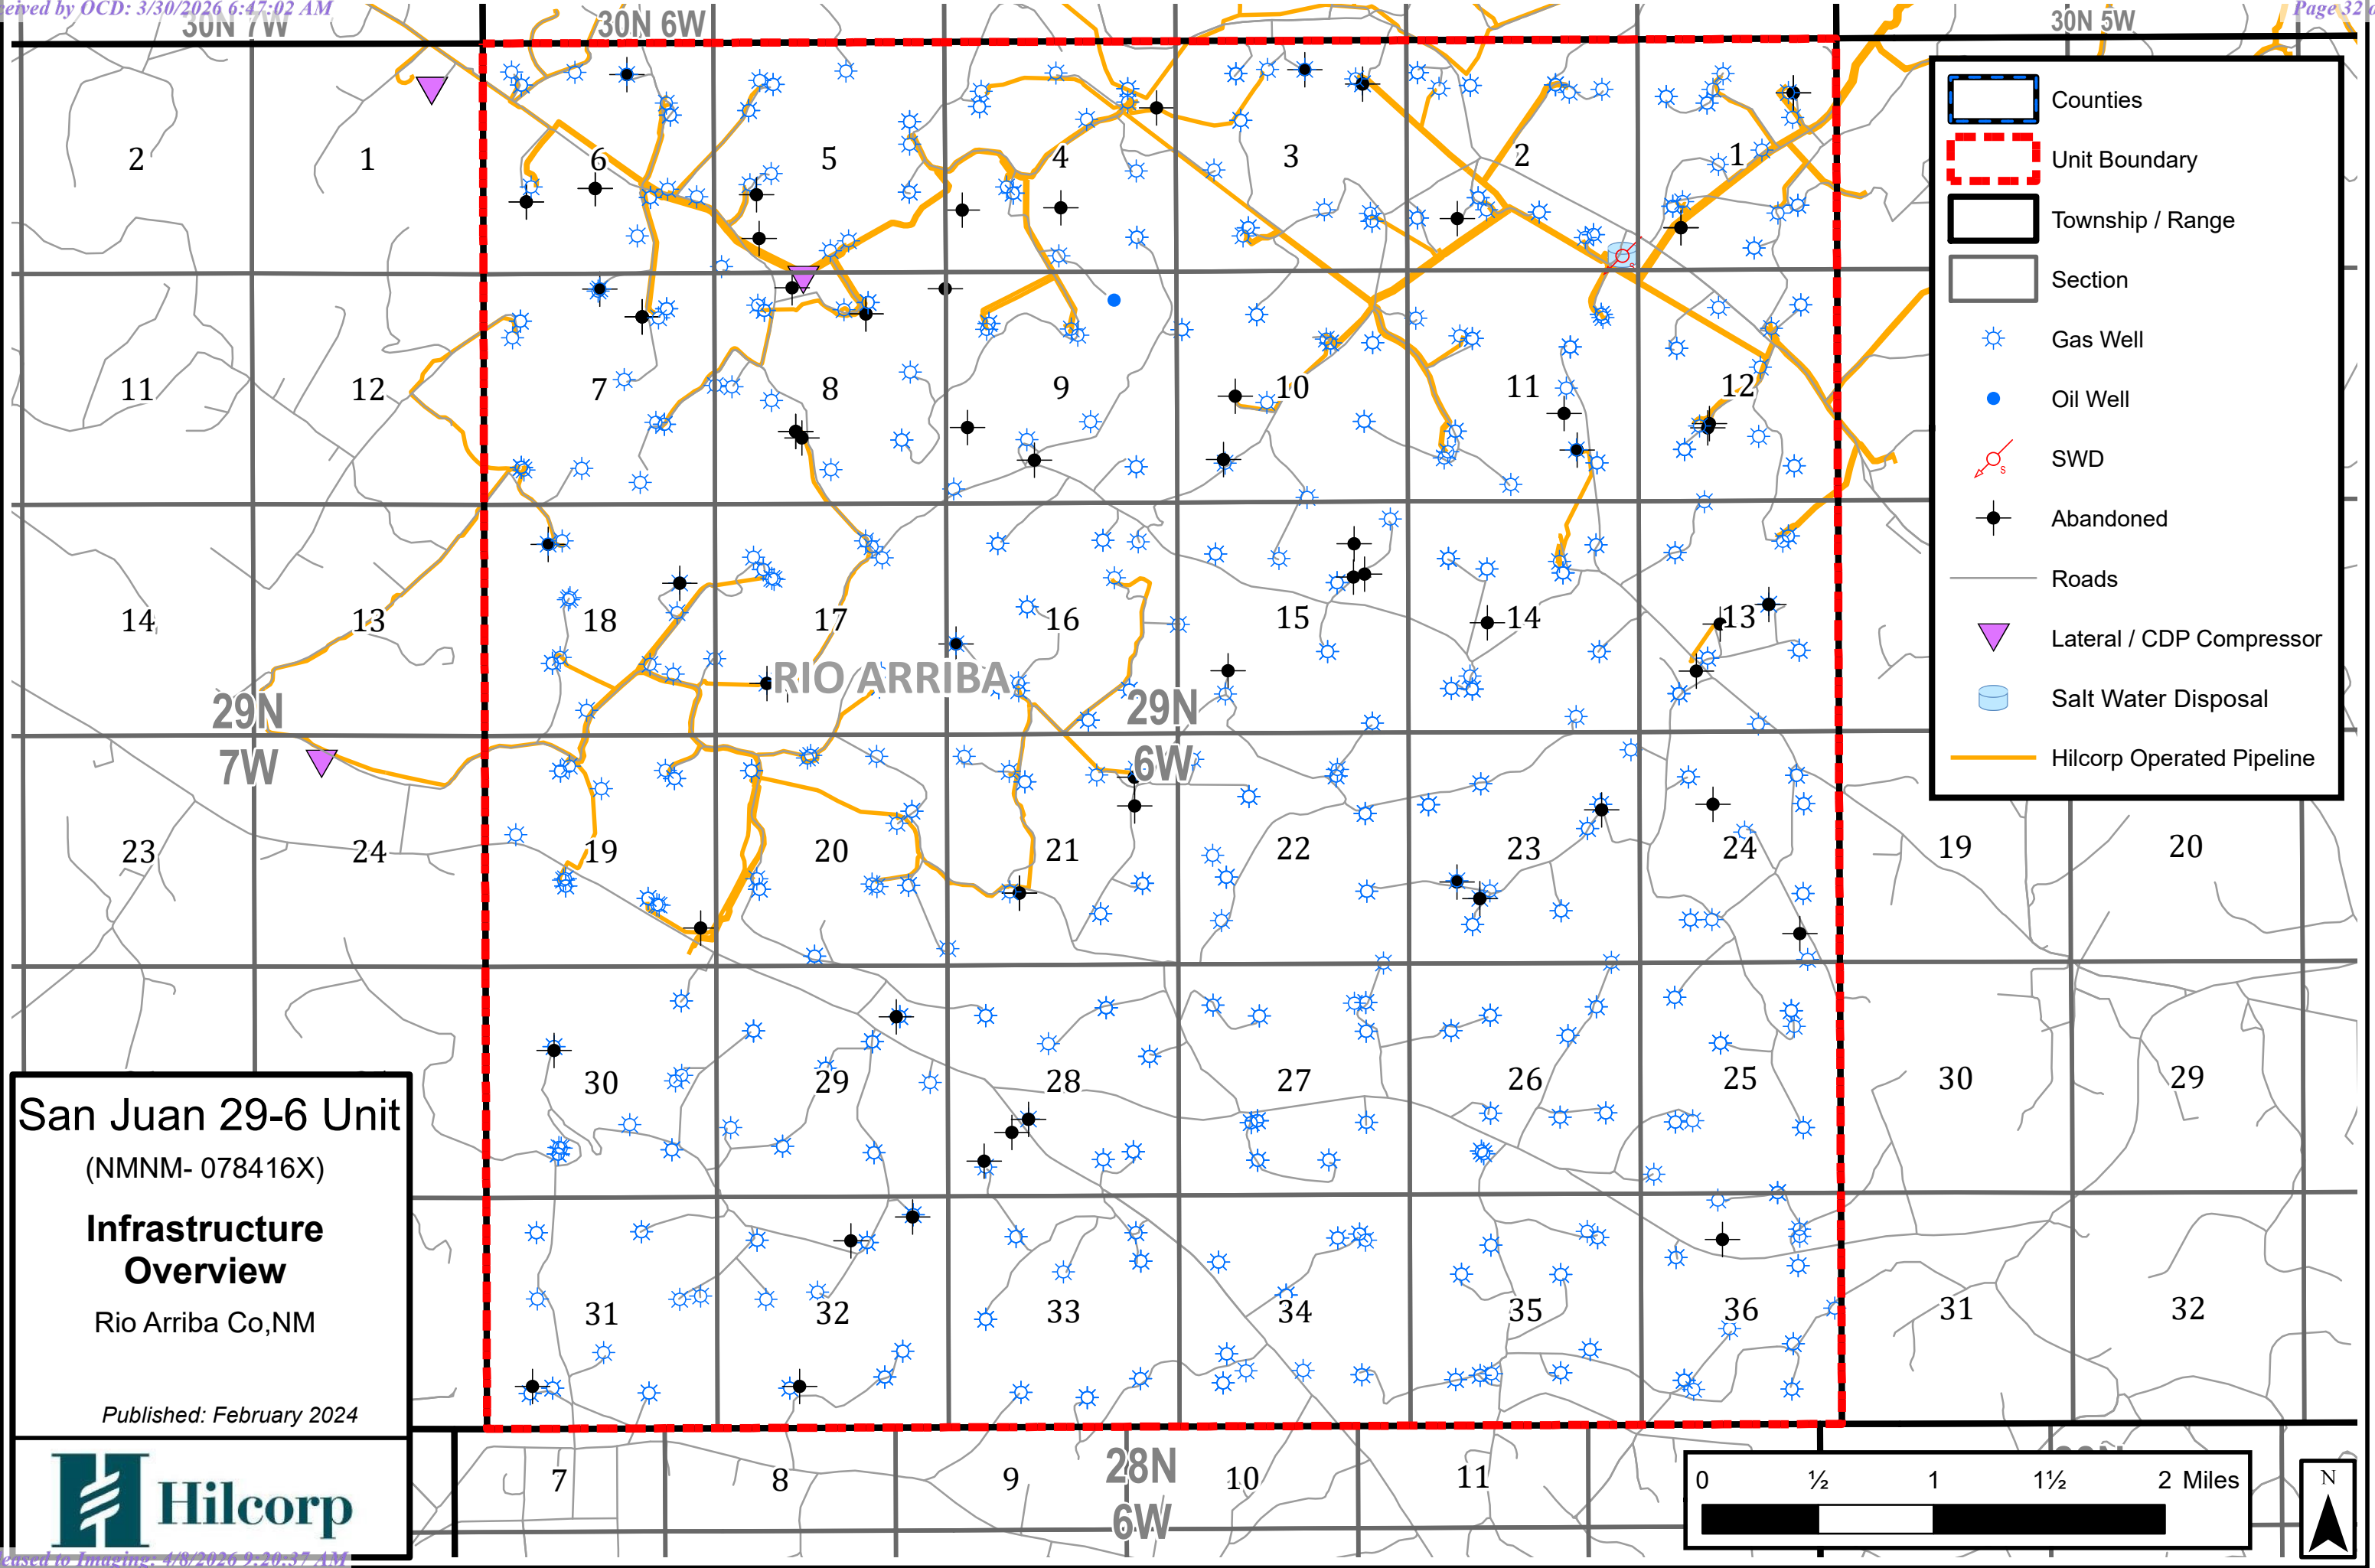 eived by OCD: 3/30/2026 6:47:02 AM
Page 32 o
30N 7W
30N 6W
30N 5W
2 1 6 5 4 3 2 1
11 12 7 8 9 10 11 12
14 13 18 17 16 15 14 13
RIO ARRIBA
29N
7W
29N
6W
23 24 19 20 21 22 23 24 19 20
30 29 28 27 26 25 30 29
31 32 33 34 35 36 31 32
7 8 9 10 11
28N
6W
Counties
Unit Boundary
Township / Range
Section
Gas Well
Oil Well
S
SWD
Abandoned
Roads
Lateral / CDP Compressor
Salt Water Disposal
Hilcorp Operated Pipeline
San Juan 29-6 Unit
(NMNM- 078416X)
Infrastructure
Overview
Rio Arriba Co,NM
Published: February 2024
Hilcorp
0 ½ 1 1½ 2 Miles
N
eased to Imaging: 4/8/2026 9:20:37 AM